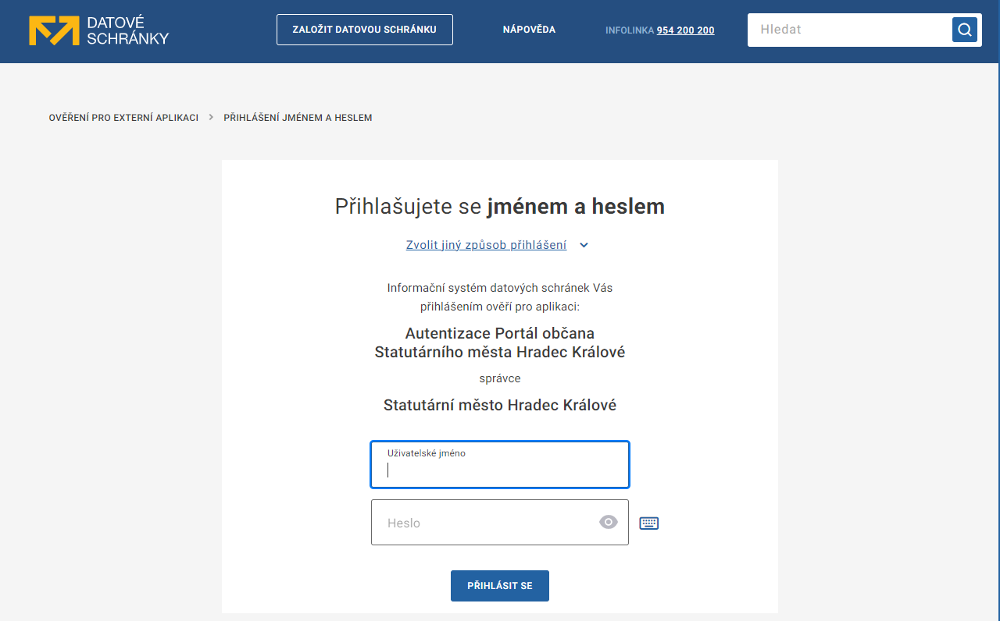 DATOVÉ
SCHRÁNKY
ZALOŽIT DATOVOU SCHRÁNKU
NÁPOVĚDA
INFOLINKA 954 200 200
Hledat
OVĚŘENÍ PRO EXTERNÍ APLIKACI > PŘIHLÁŠENÍ JMÉNEM A HESLEM
Přihlašujete se jménem a heslem
Zvolit jiný způsob přihlášení
Informační systém datových schránek Vás
přihlášením ověří pro aplikaci:
Autentizace Portál občana
Statutárního města Hradec Králové
správce
Statutární město Hradec Králové
Uživatelské jméno
Heslo
PŘIHLÁSIT SE